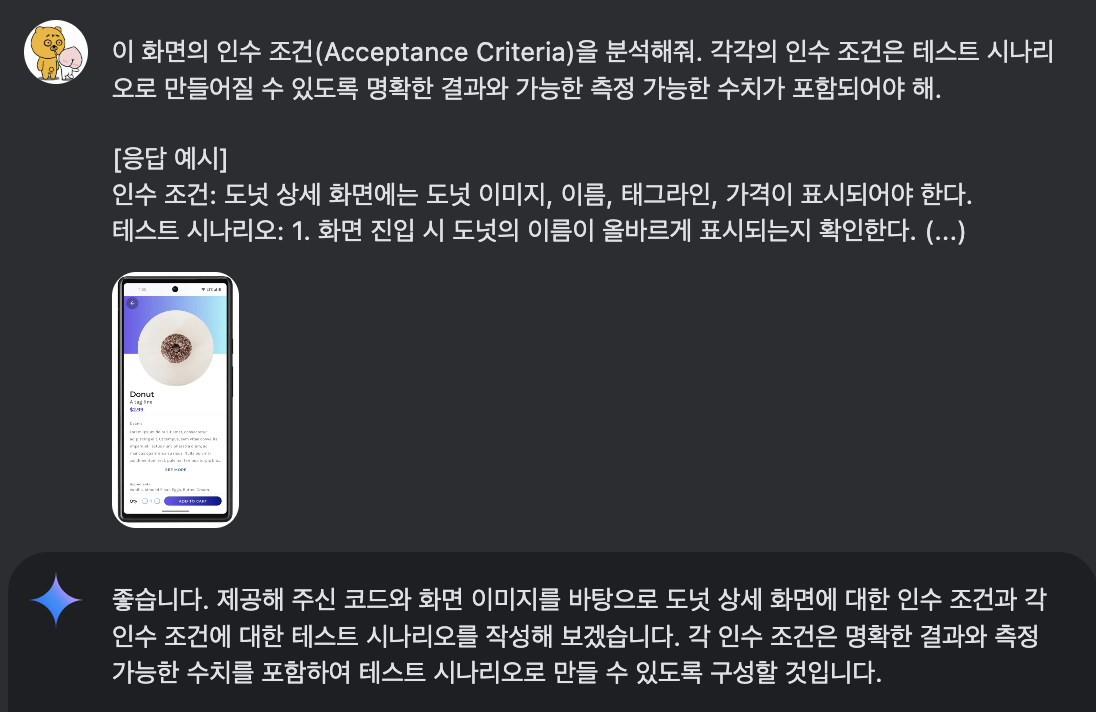 이 화면의 인수 조건(Acceptance Criteria)을 분석해줘. 각각의 인수 조건은 테스트 시나리
오로 만들어질 수 있도록 명확한 결과와 가능한 측정 가능한 수치가 포함되어야 해.
[응답 예시]
인수 조건: 도넛 상세 화면에는 도넛 이미지, 이름, 태그라인, 가격이 표시되어야 한다.
테스트 시나리오: 1. 화면 진입 시 도넛의 이름이 올바르게 표시되는지 확인한다. (...)
Donut
A tag line
$2.99
SEE MORE
Qty
1
ADD TO CART
좋습니다. 제공해 주신 코드와 화면 이미지를 바탕으로 도넛 상세 화면에 대한 인수 조건과 각
인수 조건에 대한 테스트 시나리오를 작성해 보겠습니다. 각 인수 조건은 명확한 결과와 측정
가능한 수치를 포함하여 테스트 시나리오로 만들 수 있도록 구성할 것입니다.